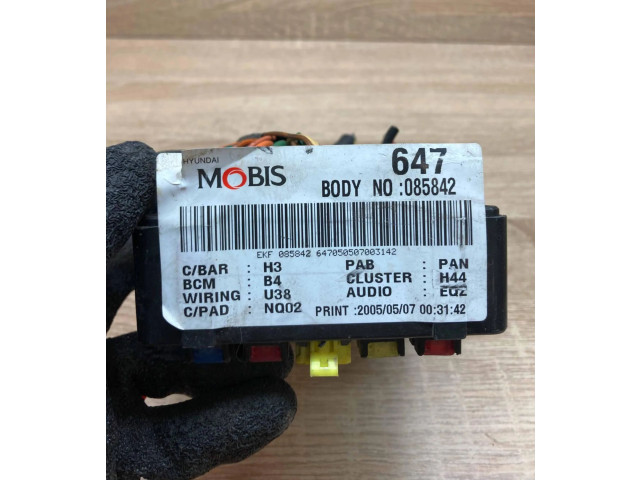 HYUNDAI
MOBIS
647
BODY NO :085842
EKF 085842 647050507003142
C/BAR : H3 PAB : PAN
BCM : B4 CLUSTER : H44
WIRING : U38 AUDIO : EQZ
C/PAD : NQ02 PRINT :2005/05/07 00:31:42